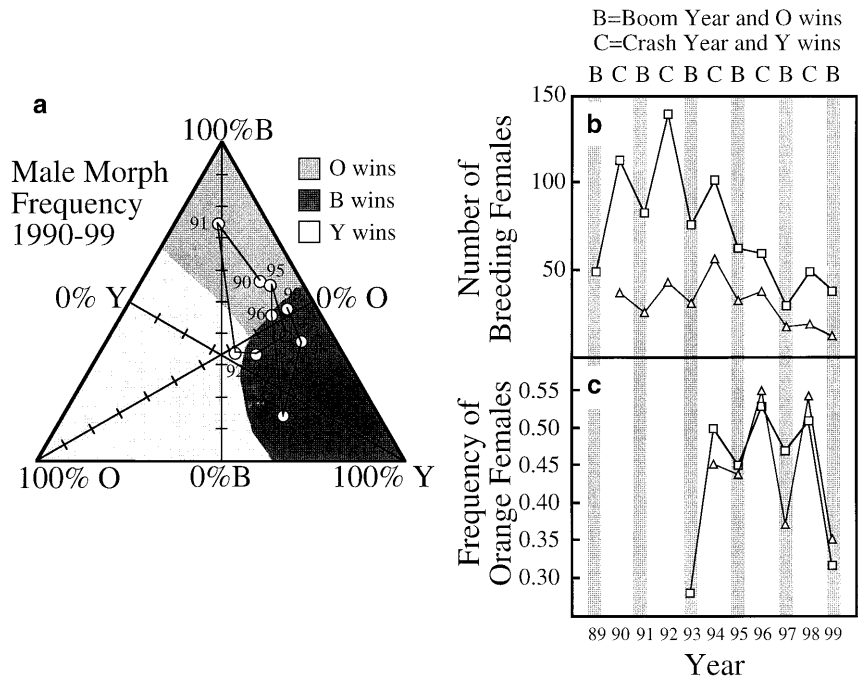 B=Boom Year and O wins
C=Crash Year and Y wins
B C B C B C B C B C B
a
100%B
Male Morph
Frequency
1990-99
O wins
B wins
Y wins
91
90
95
96
92
0% Y
0% O
100% O
0%B
100% Y
b
150
100
50
Number of
Breeding Females
c
0.55
0.50
0.45
0.40
0.35
0.30
Frequency of
Orange Females
89 90 91 92 93 94 95 96 97 98 99
Year